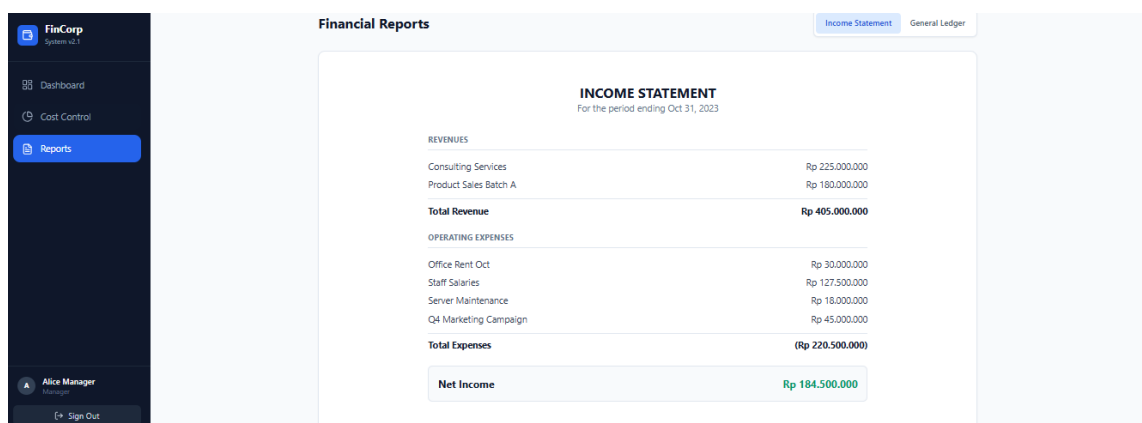 FinCorp
System v2.1
Dashboard
Cost Control
Reports
A
Alice Manager
Manager
Sign Out
Financial Reports
Income Statement
General Ledger
INCOME STATEMENT
For the period ending Oct 31, 2023
REVENUES
Consulting Services Rp 225.000.000
Product Sales Batch A Rp 180.000.000
Total Revenue Rp 405.000.000
OPERATING EXPENSES
Office Rent Oct Rp 30.000.000
Staff Salaries Rp 127.500.000
Server Maintenance Rp 18.000.000
Q4 Marketing Campaign Rp 45.000.000
Total Expenses (Rp 220.500.000)
Net Income Rp 184.500.000